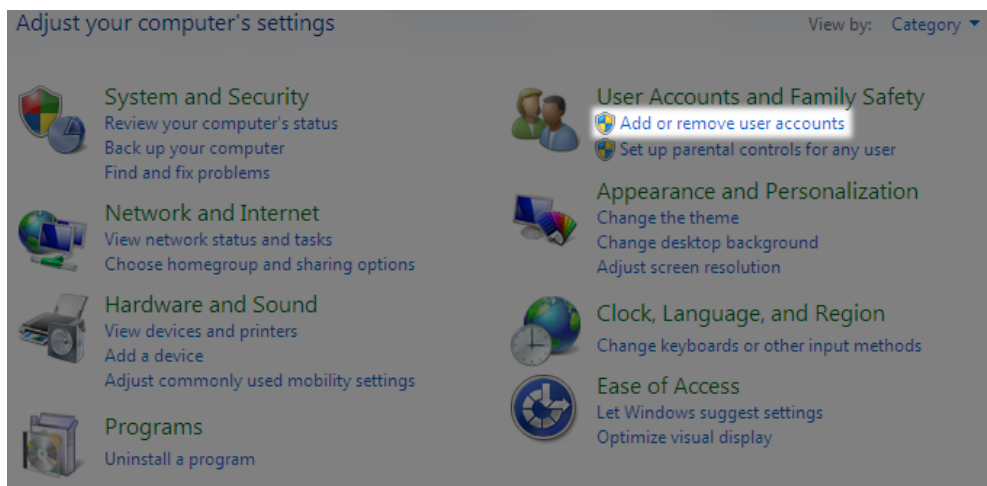 Adjust your computer's settings
View by: Category
System and Security
Review your computer's status
Back up your computer
Find and fix problems
Network and Internet
View network status and tasks
Choose homegroup and sharing options
Hardware and Sound
View devices and printers
Add a device
Adjust commonly used mobility settings
Programs
Uninstall a program
User Accounts and Family Safety
Add or remove user accounts
Set up parental controls for any user
Appearance and Personalization
Change the theme
Change desktop background
Adjust screen resolution
Clock, Language, and Region
Change keyboards or other input methods
Ease of Access
Let Windows suggest settings
Optimize visual display